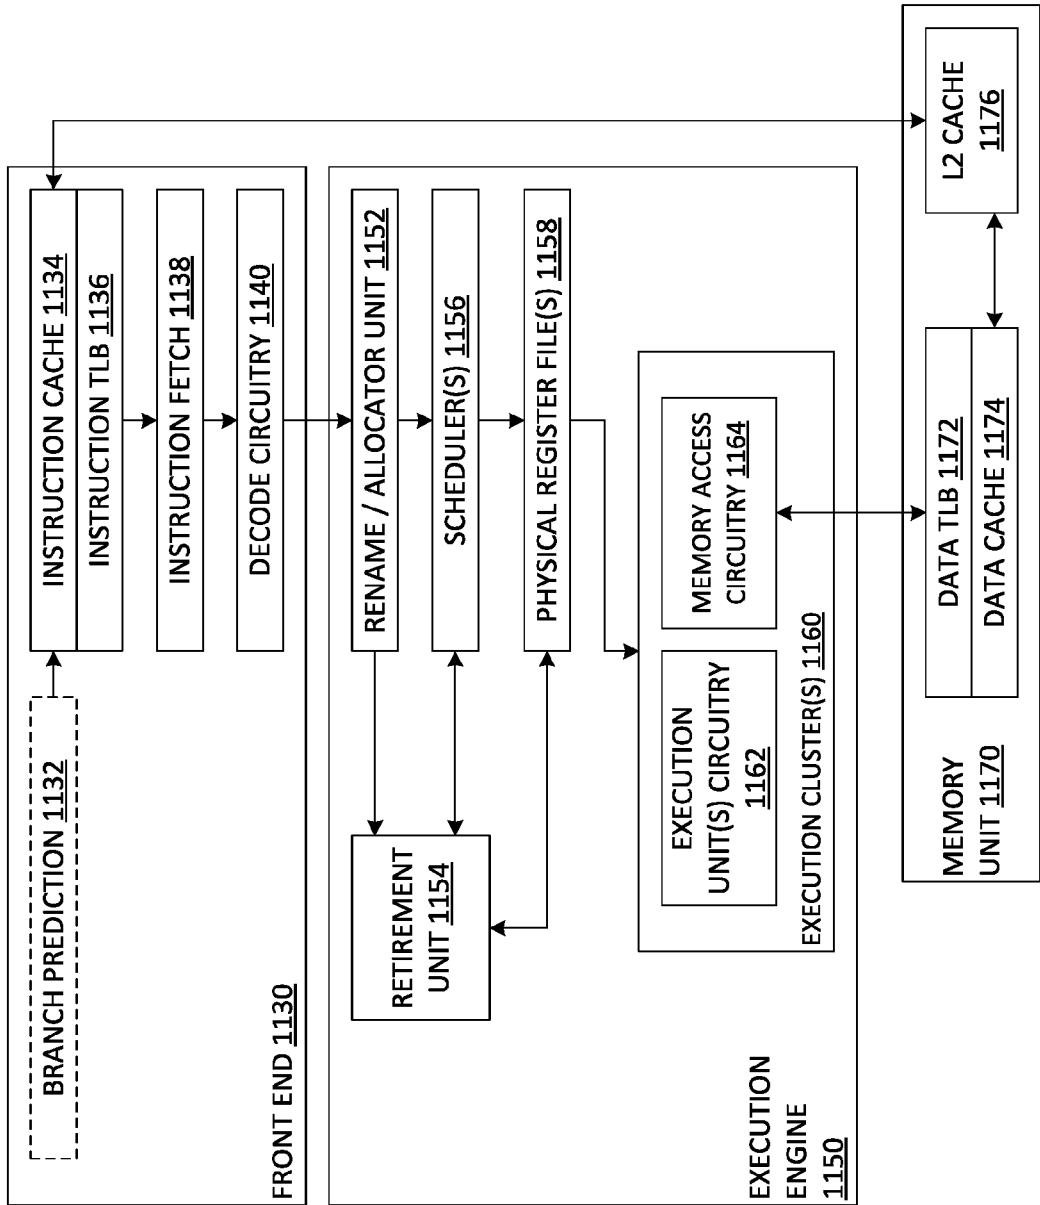 BRANCH PREDICTION 1132
INSTRUCTION CACHE 1134
INSTRUCTION TLB 1136
INSTRUCTION FETCH 1138
DECODE CIRCUITRY 1140
FRONT END 1130
RENAME / ALLOCATOR UNIT 1152
RETIREMENT
UNIT 1154
SCHEDULER(S) 1156
PHYSICAL REGISTER FILE(S) 1158
EXECUTION
UNIT(S) CIRCUITRY
1162
MEMORY ACCESS
CIRCUITRY 1164
EXECUTION CLUSTER(S) 1160
EXECUTION
ENGINE
1150
MEMORY
UNIT 1170
DATA TLB 1172
DATA CACHE 1174
L2 CACHE
1176